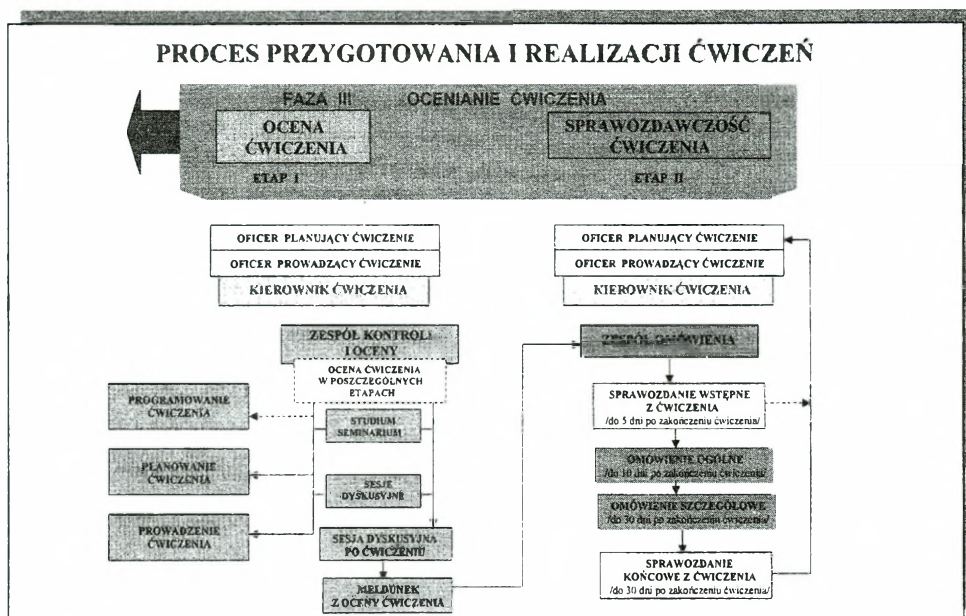 PROCES PRZYGOTOWANIA I REALIZACJI ĆWICZEŃ
FAZA III OCENIANIE ĆWICZENIA
OCENA
ĆWICZENIA
ETAP I
SPRAWOZDAWCZOŚĆ
ĆWICZENIA
ETAP II
OFICER PLANUJĄCY ĆWICZENIE
OFICER PROWADZĄCY ĆWICZENIE
KIEROWNIK ĆWICZENIA
OFICER PLANUJĄCY ĆWICZENIE
OFICER PROWADZĄCY ĆWICZENIE
KIEROWNIK ĆWICZENIA
ZESPÓŁ KONTROLI
I OCENY
OCENA ĆWICZENIA
W POSZCZEGÓLNYCH
ETAPACH
PROGRAMOWANIE
ĆWICZENIA
STUDIUM
SEMINARIUM
PLANOWANIE
ĆWICZENIA
SESJE
DYSKUSYJNE
PROWADZENIE
ĆWICZENIA
SESJA DYSKUSYJNA
PO ĆWICZENIU
MELDUNEK
Z OCENY ĆWICZENIA
ZESPÓŁ OMÓWIENIA
SPRAWOZDANIE WSTĘPNE
Z ĆWICZENIA
/do 5 dni po zakończeniu ćwiczenia/
OMÓWIENIE OGÓLNE
/do 10 dni po zakończeniu ćwiczenia/
OMÓWIENIE SZCZEGÓŁOWE
/do 30 dni po zakończeniu ćwiczenia/
SPRAWOZDANIE
KOŃCOWE Z ĆWICZENIA
/do 30 dni po zakończeniu ćwiczenia/